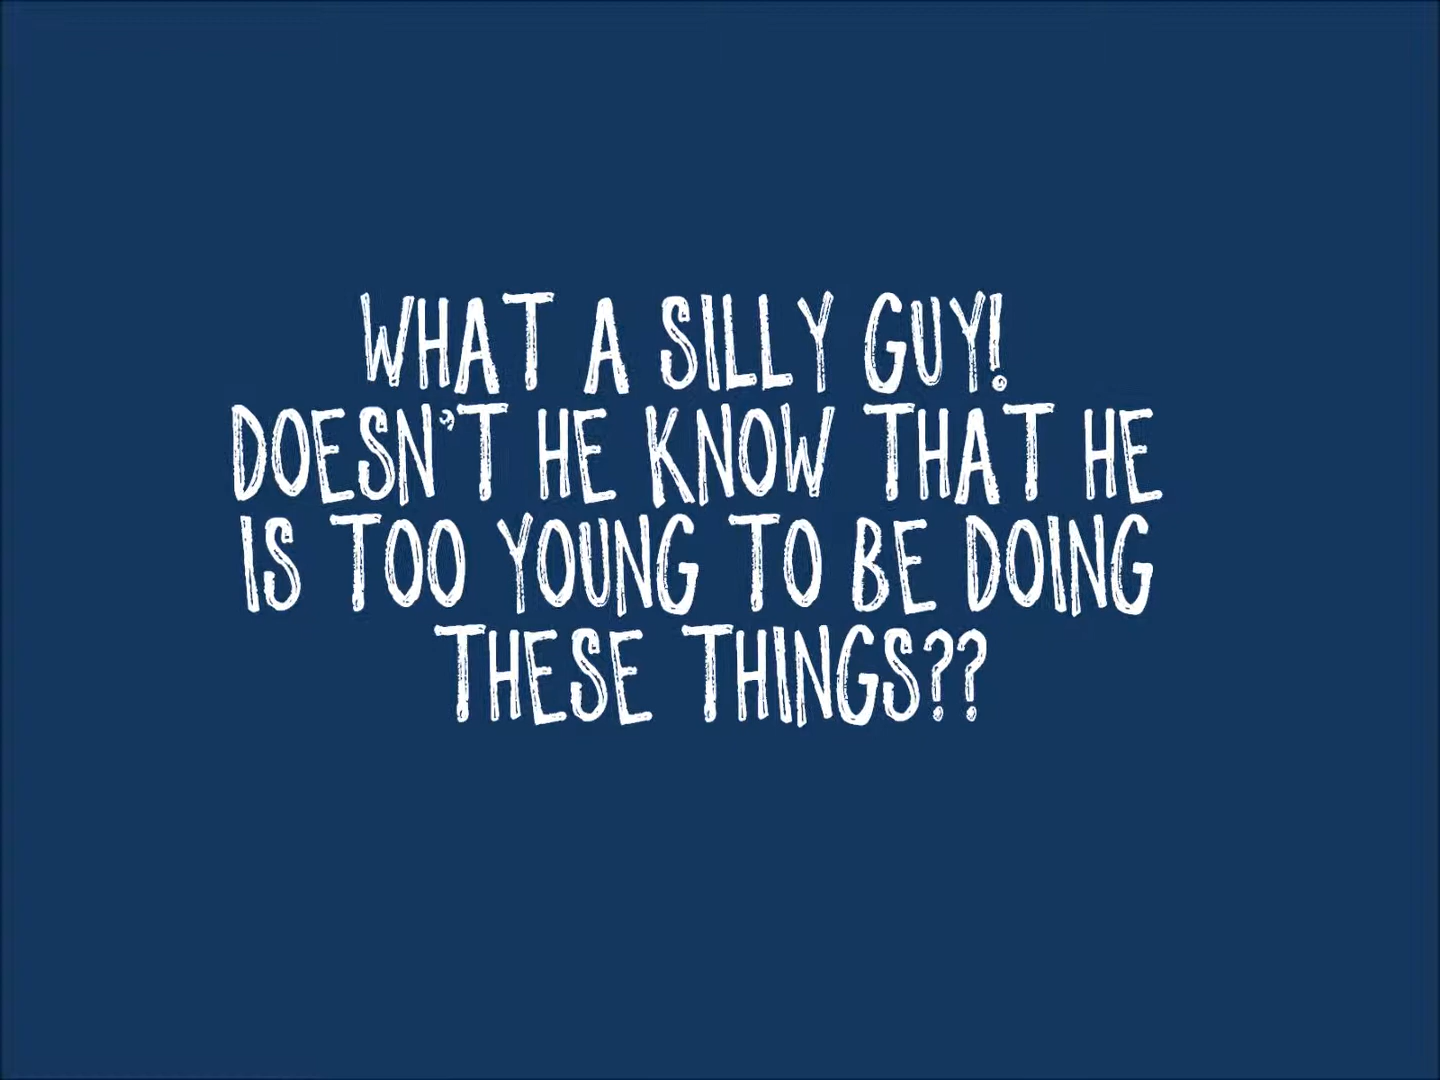 WHAT A SILLY GUY!
DOESN'T HE KNOW THAT HE
IS TOO YOUNG TO BE DOING
THESE THINGS??